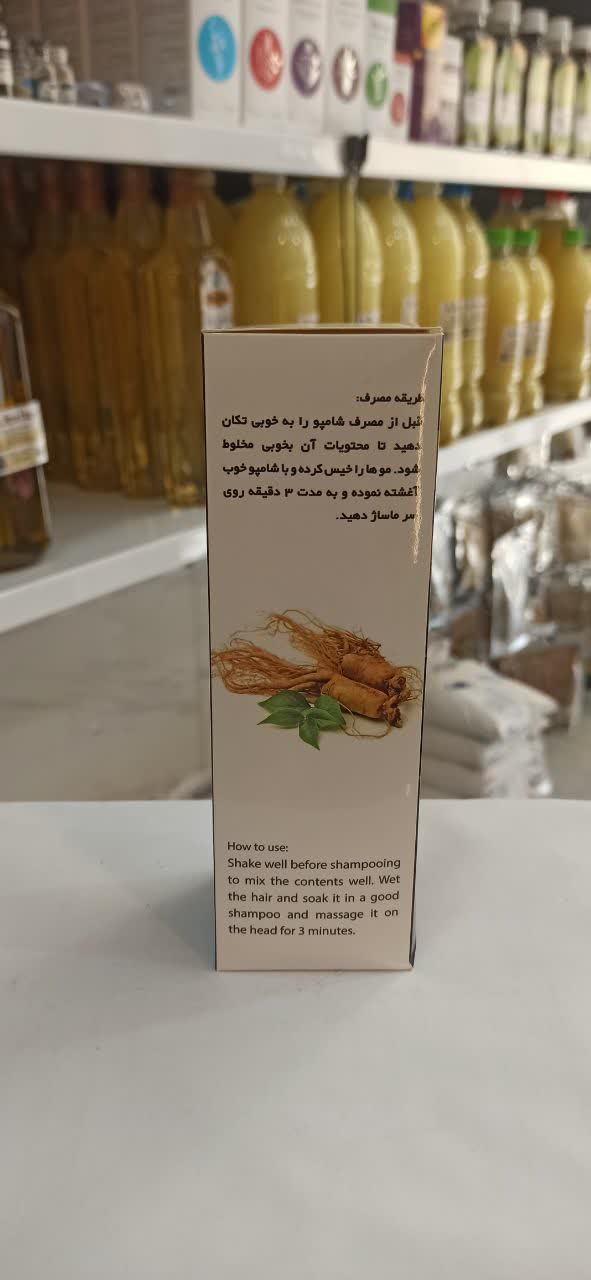 طریقه مصرف:
قبل از مصرف شامپو را به خوبی تکان
دهید تا محتویات آن بخوبی مخلوط
شود. مو ها را خیس کرده و با شامپو خوب
آغشته نموده و به مدت ۳ دقیقه روی
سر ماساژ دهید.
How to use:
Shake well before shampooing
to mix the contents well. Wet
the hair and soak it in a good
shampoo and massage it on
the head for 3 minutes.